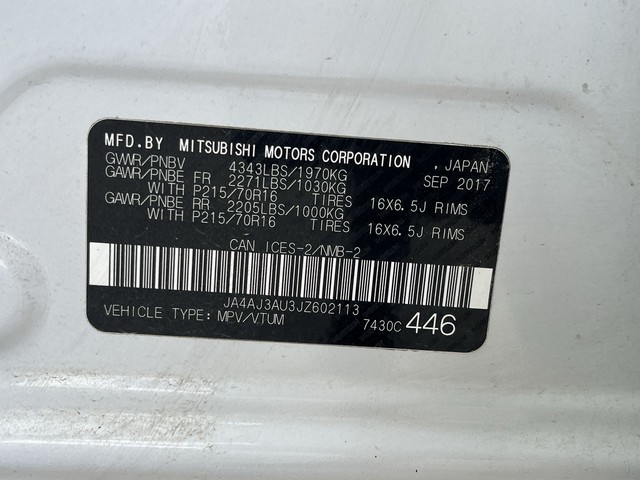 MFD.BY MITSUBISHI MOTORS CORPORATION , JAPAN
GWWR/PNBV 4343LBS/1970KG SEP 2017
GAWR/PNBE FR 2271LBS/1030KG
WITH P215/70R16 TIRES 16X6.5J RIMS
GAWR/PNBE RR 2205LBS/1000KG
WITH P215/70R16 TIRES 16X6.5J RIMS
CAN ICES-2/NMB-2
JA4AJ3AU3JZ602113
VEHICLE TYPE: MPV/V.TUM 7430C 446